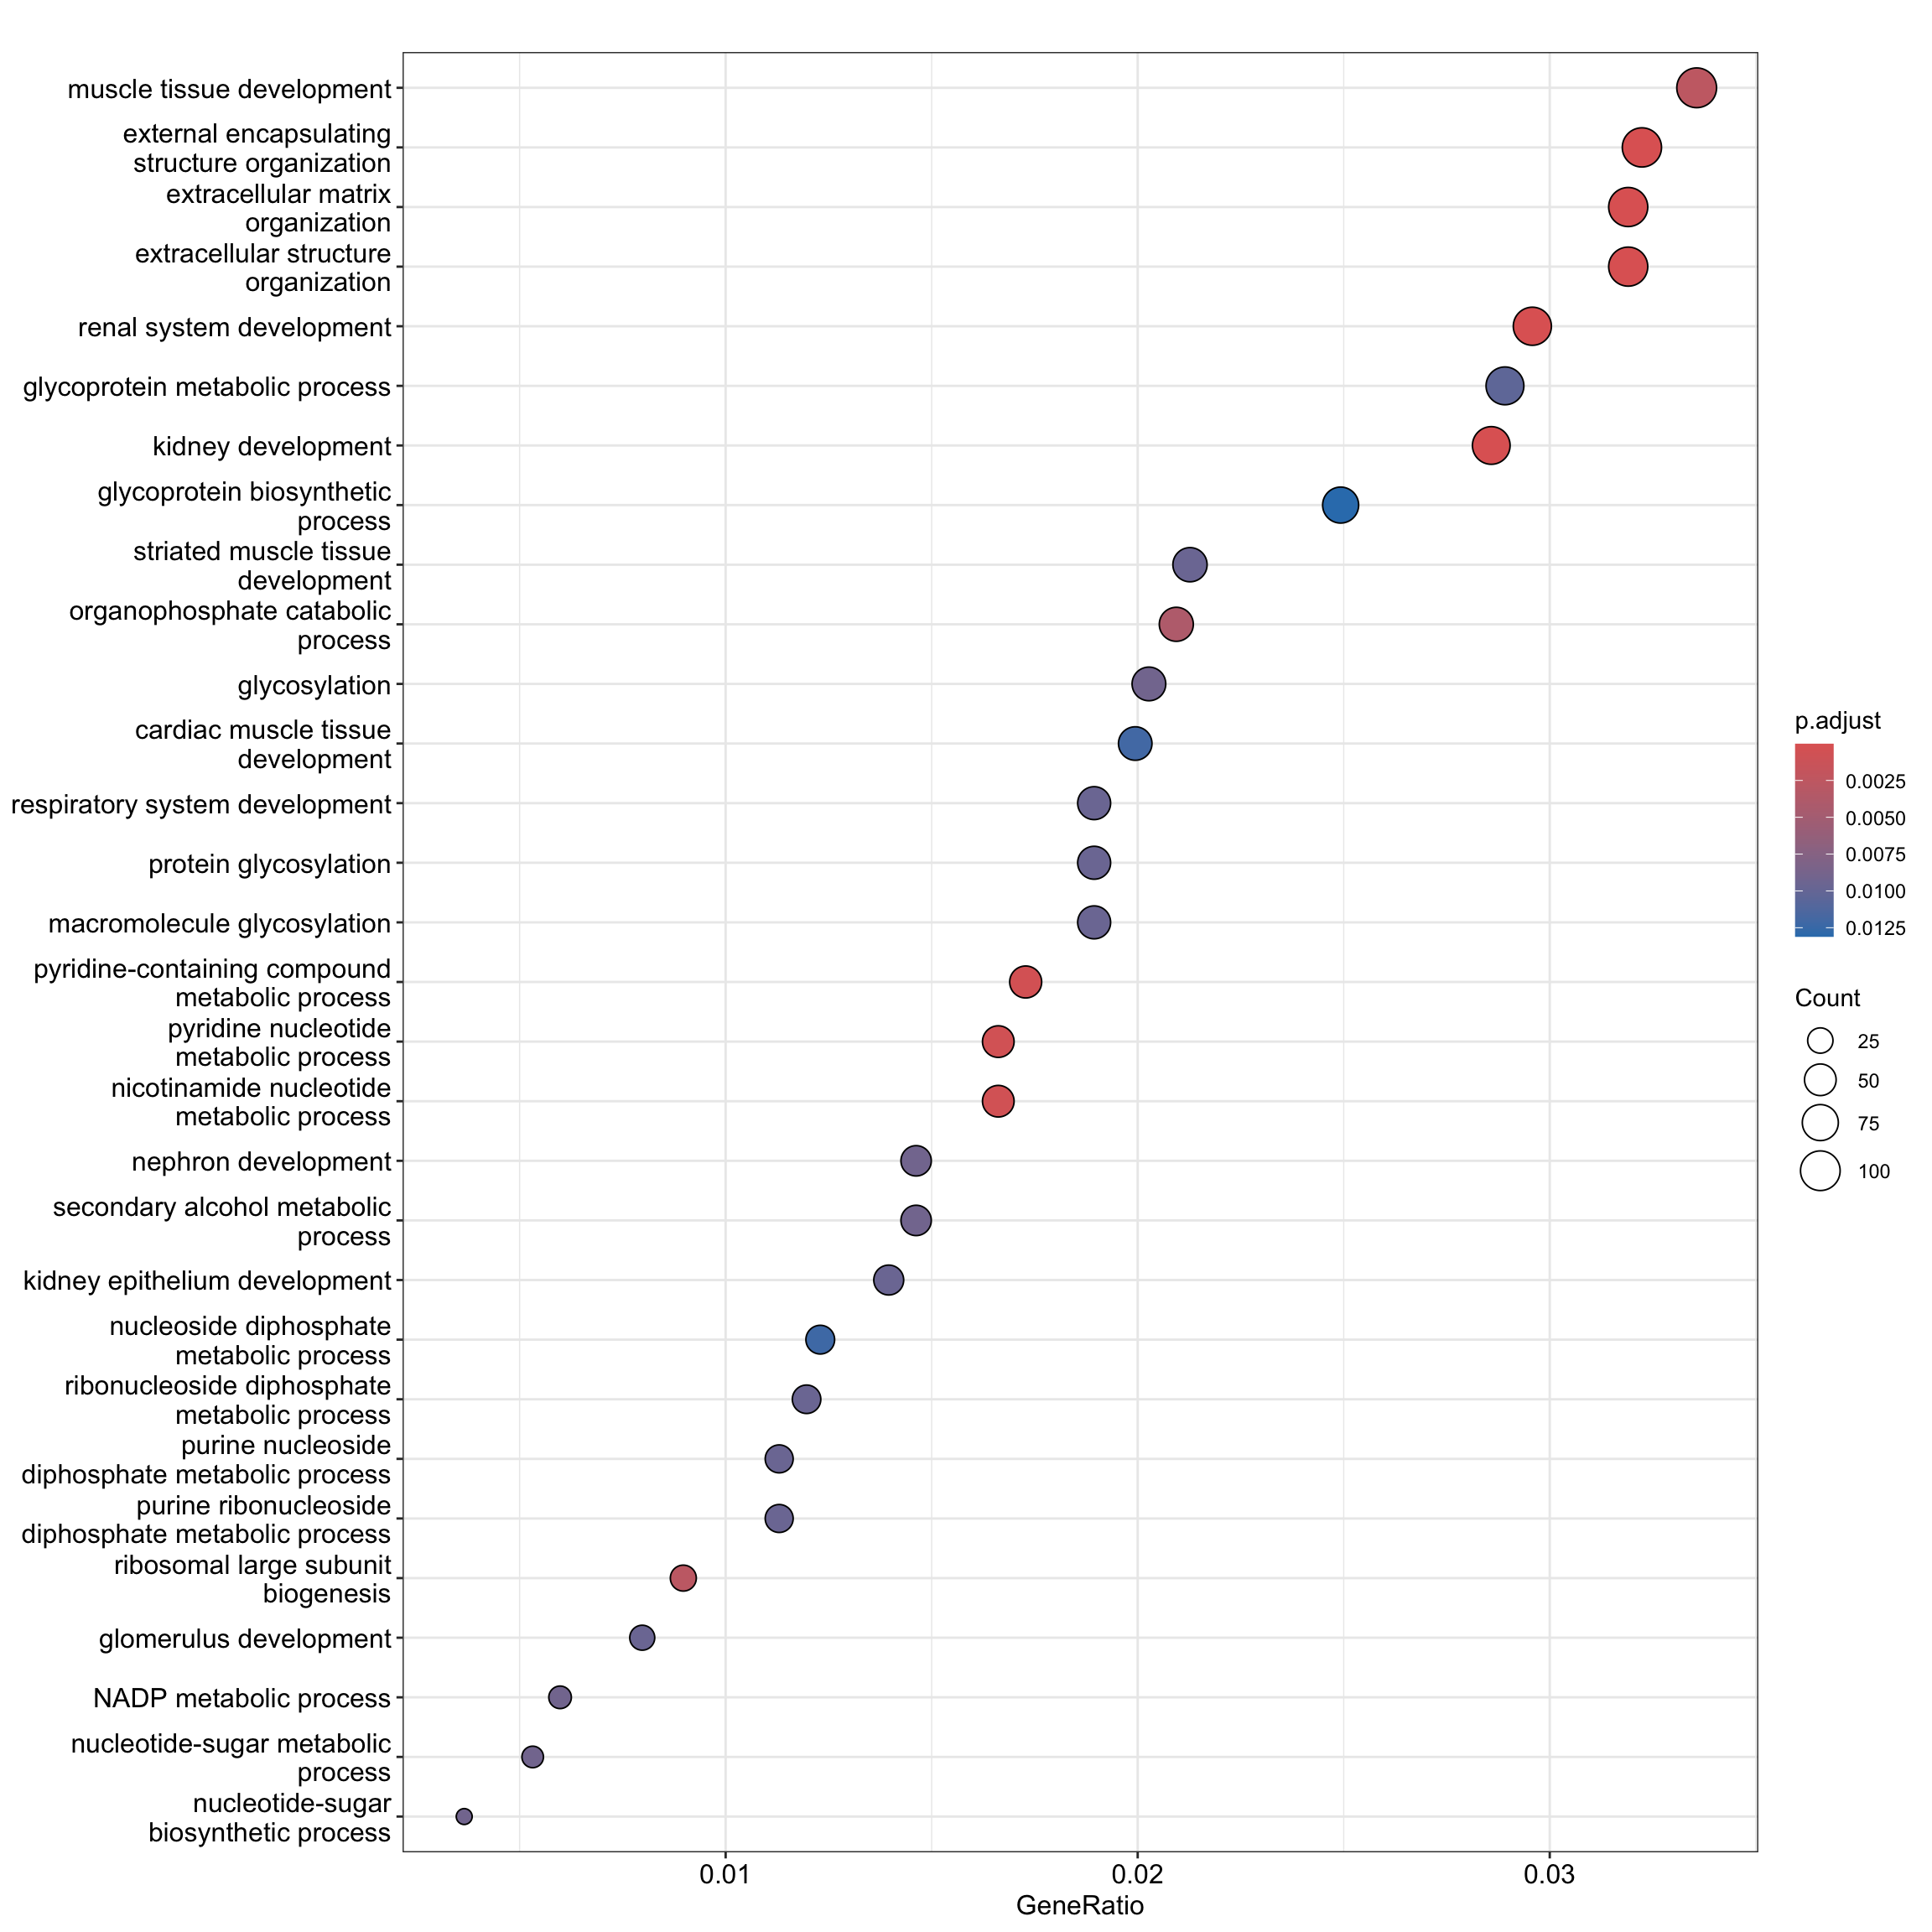 muscle tissue development
external encapsulating
structure organization
extracellular matrix
organization
extracellular structure
organization
renal system development
glycoprotein metabolic process
kidney development
glycoprotein biosynthetic
process
striated muscle tissue
development
organophosphate catabolic
process
glycosylation
cardiac muscle tissue
development
respiratory system development
protein glycosylation
macromolecule glycosylation
pyridine-containing compound
metabolic process
pyridine nucleotide
metabolic process
nicotinamide nucleotide
metabolic process
nephron development
secondary alcohol metabolic
process
kidney epithelium development
nucleoside diphosphate
metabolic process
ribonucleoside diphosphate
metabolic process
purine nucleoside
diphosphate metabolic process
purine ribonucleoside
diphosphate metabolic process
ribosomal large subunit
biogenesis
glomerulus development
NADP metabolic process
nucleotide-sugar metabolic
process
nucleotide-sugar
biosynthetic process
0.01 0.02 0.03
GeneRatio
p.adjust
0.0025
0.0050
0.0075
0.0100
0.0125
Count
25
50
75
100